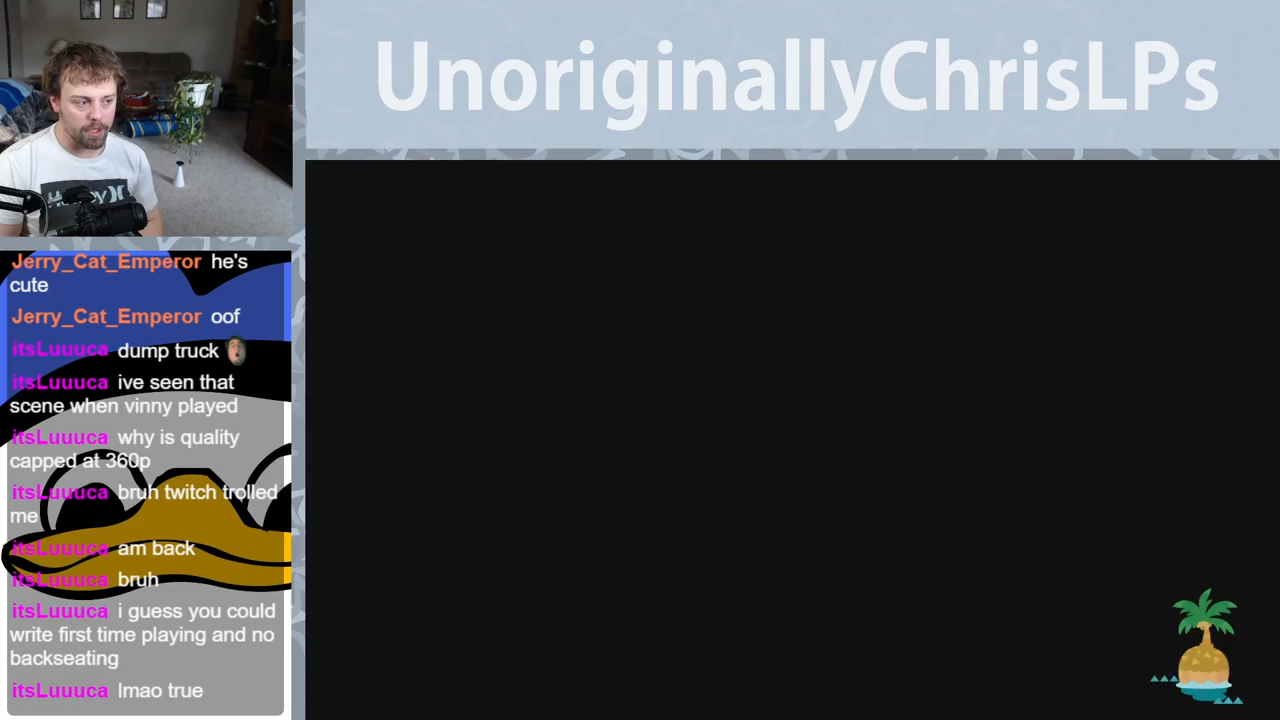 UnoriginallyChrisLPs
Jerry_Cat_Emperor he's
cute
Jerry_Cat_Emperor oof
itsLuuuca dump truck
itsLuuuca ive seen that
scene when vinny played
itsLuuuca why is quality
capped at 360p
itsLuuuca bruh twitch trolled
me
itsLuuuca am back
itsLuuuca bruh
itsLuuuca i guess you could
write first time playing and no
backseating
itsLuuuca lmao true